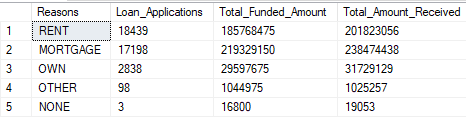 Reasons Loan_Applications Total_Funded_Amount Total_Amount_Received
1 RENT 18439 185768475 201823056
2 MORTGAGE 17198 219329150 238474438
3 OWN 2838 29597675 31729129
4 OTHER 98 1044975 1025257
5 NONE 3 16800 19053